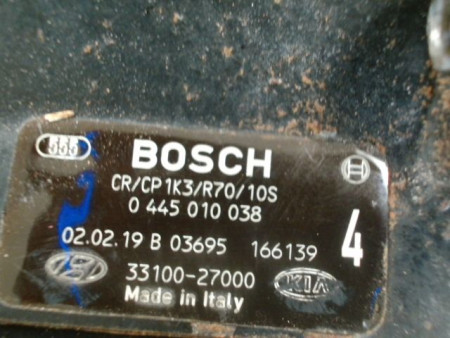 BOSCH
CR/CP1K3/R70/10S
0 445 010 038
02.02.19 B 03695 166139 4
33100-27000 KIA
Made in Italy